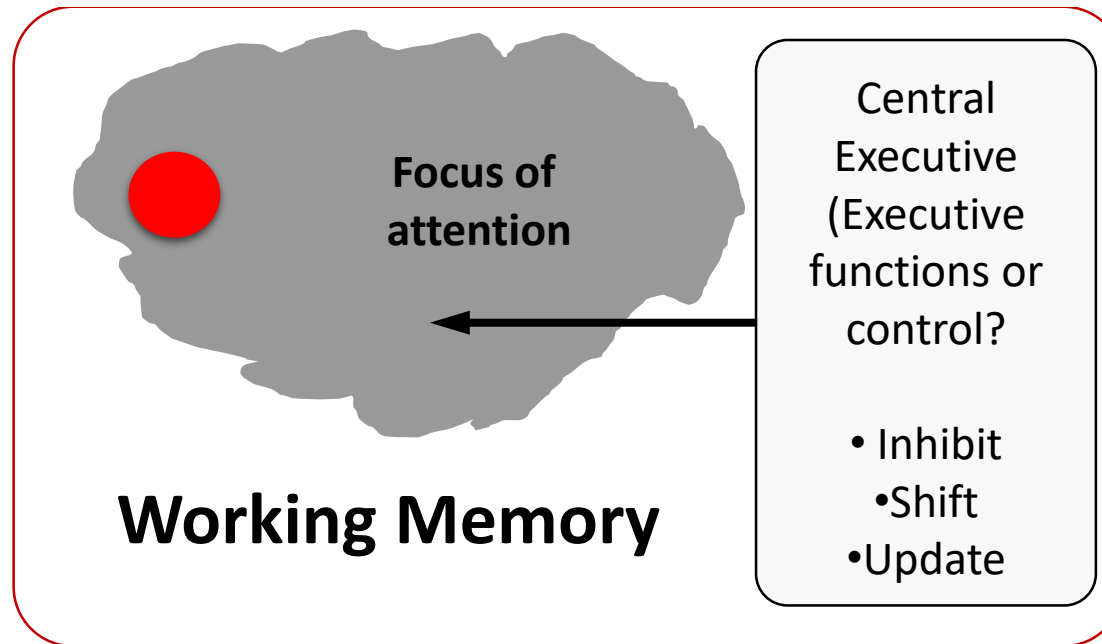 Focus of
attention
Working Memory
Central
Executive
(Executive
functions or
control?
• Inhibit
•Shift
•Update